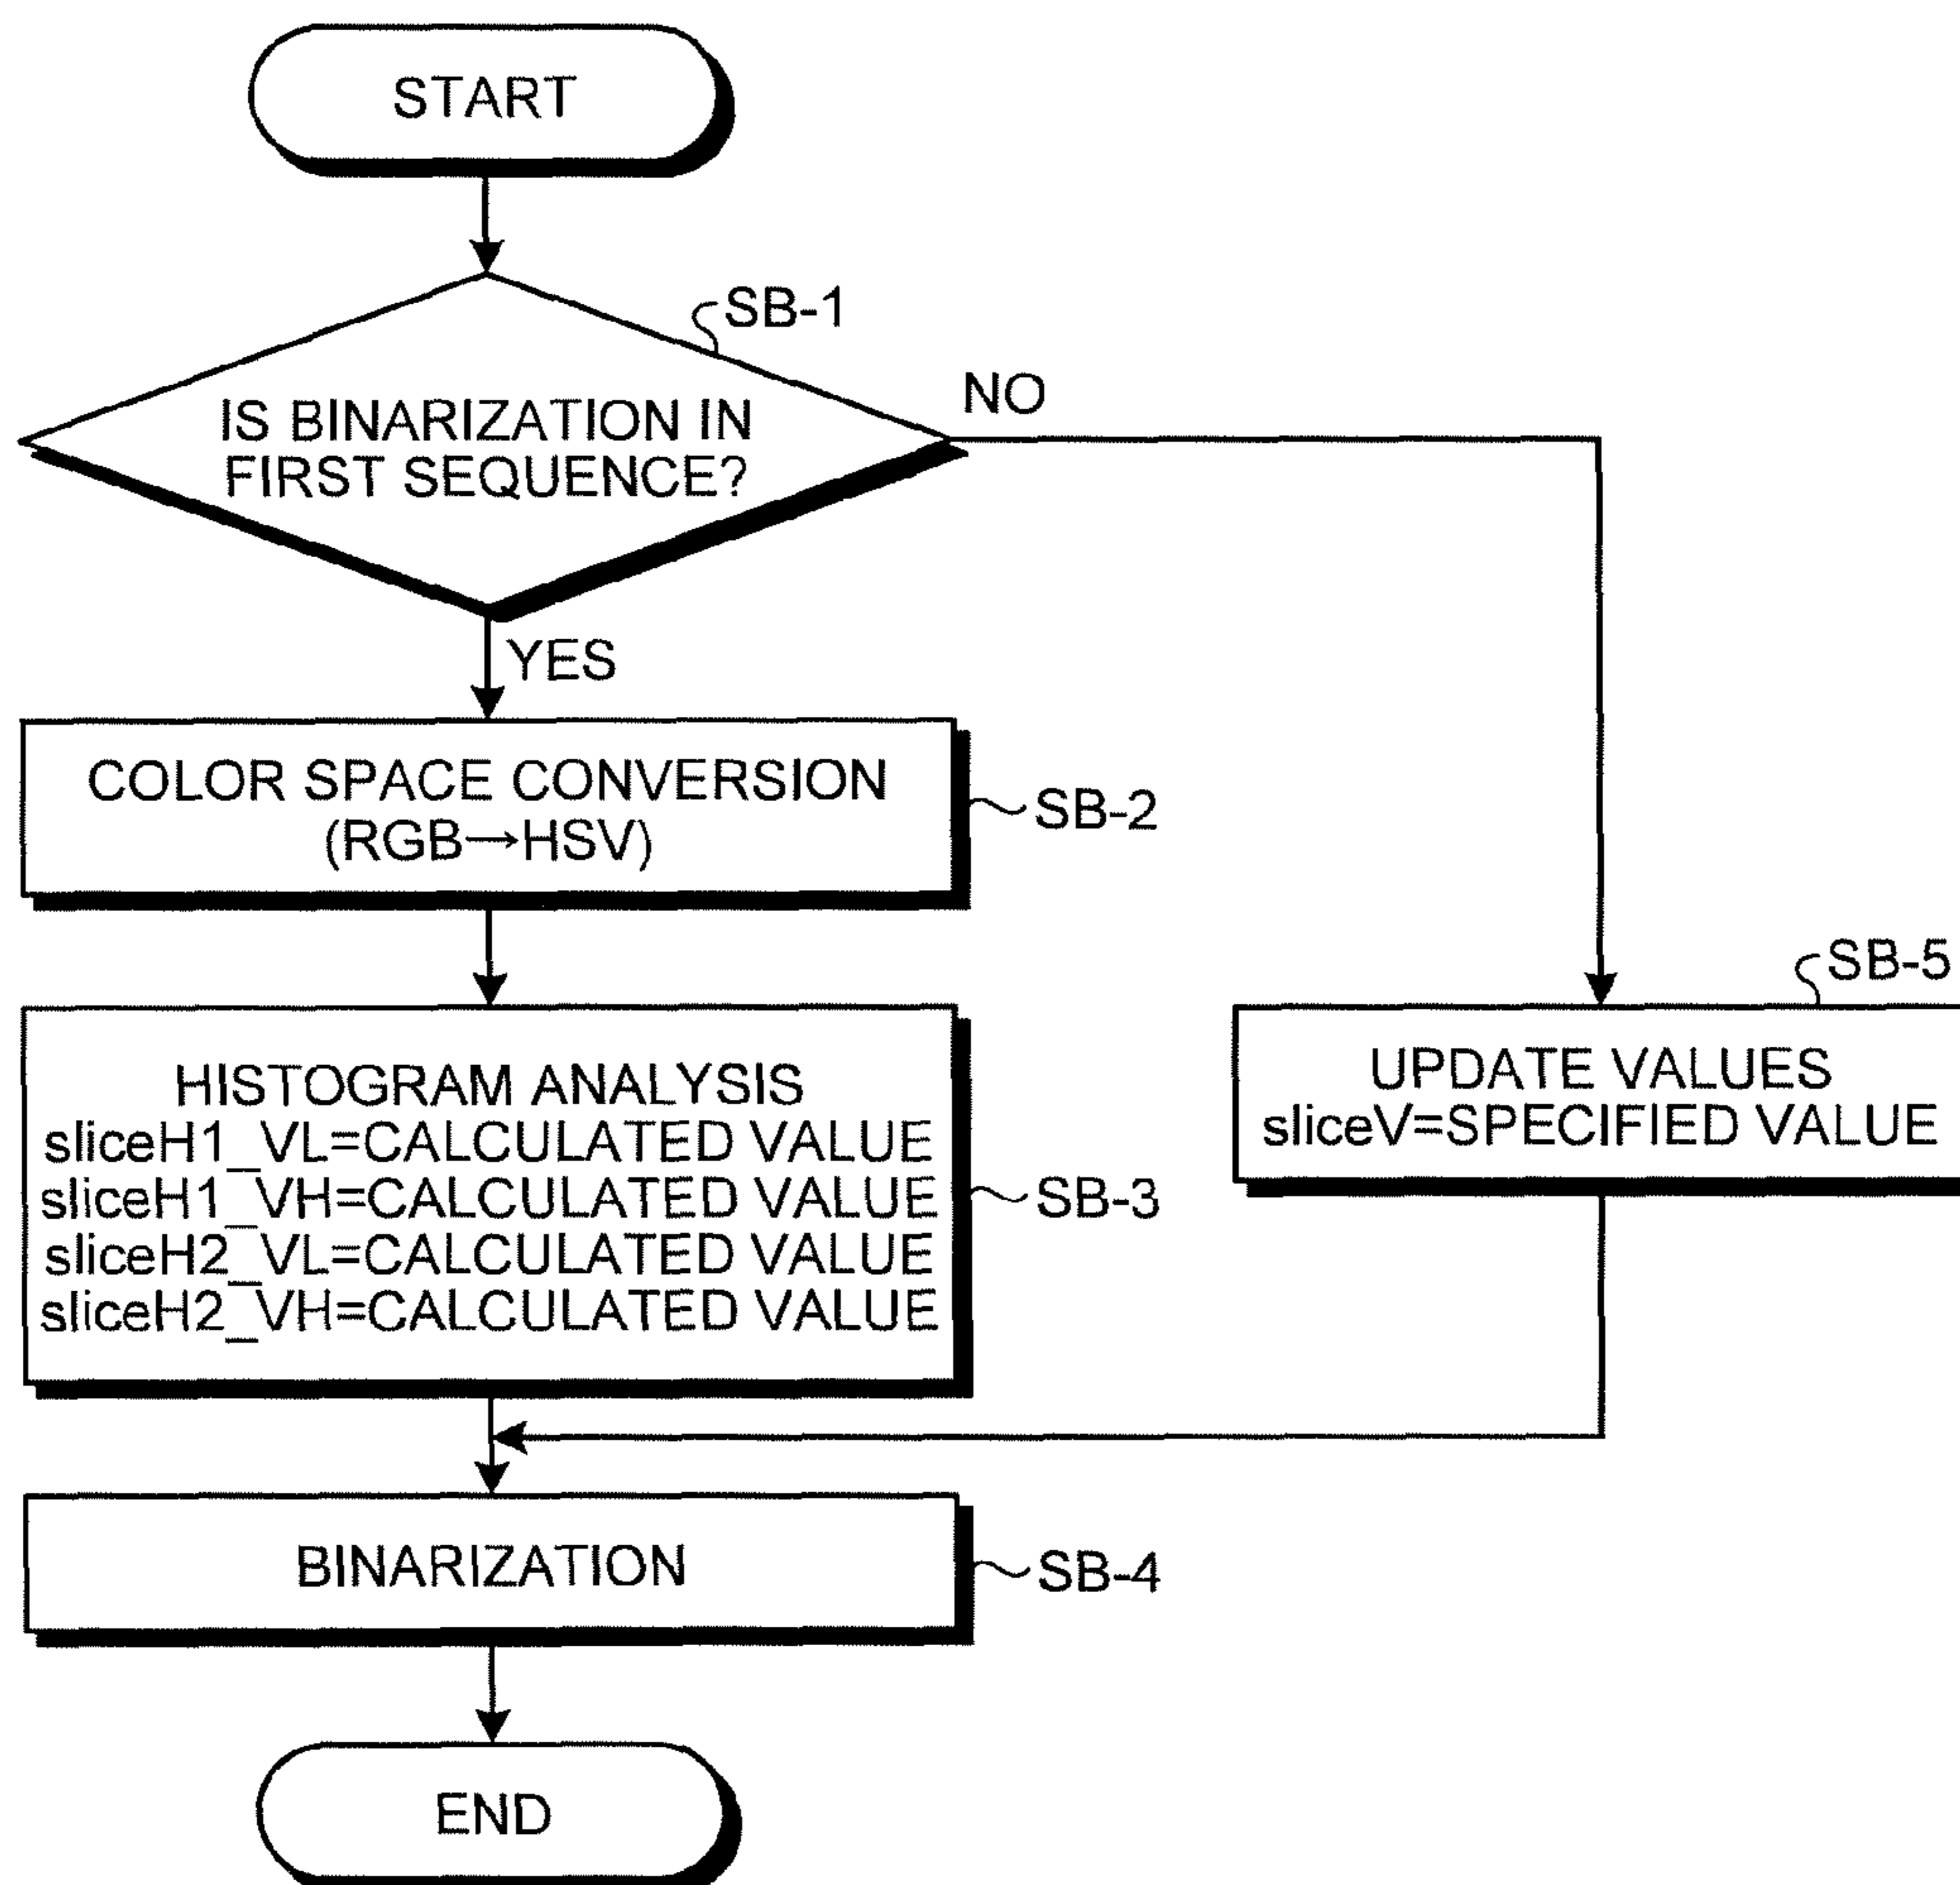 START
SB-1
IS BINARIZATION IN
FIRST SEQUENCE?
NO
YES
COLOR SPACE CONVERSION
(RGB→HSV)
SB-2
HISTOGRAM ANALYSIS
sliceH1_VL=CALCULATED VALUE
sliceH1_VH=CALCULATED VALUE
sliceH2_VL=CALCULATED VALUE
sliceH2_VH=CALCULATED VALUE
SB-3
SB-5
UPDATE VALUES
sliceV=SPECIFIED VALUE
BINARIZATION
SB-4
END